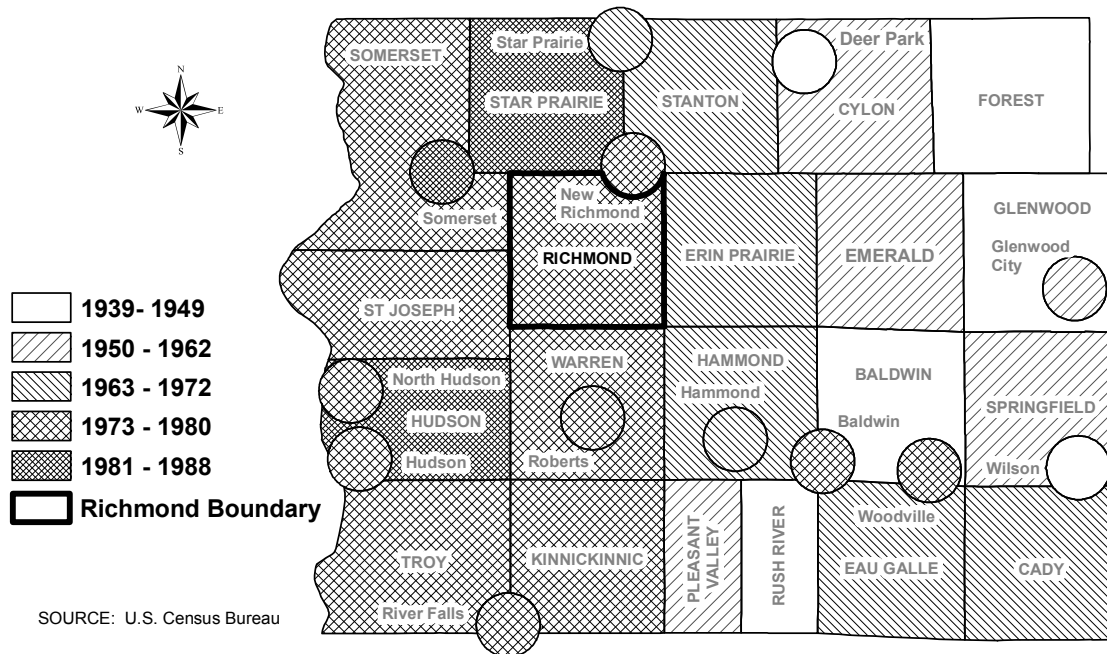 N
W
E
S
SOMERSET
Star Prairie
STAR PRAIRIE
STANTON
Deer Park
CYLON
FOREST
Somerset
New
Richmond
RICHMOND
ERIN PRAIRIE
EMERALD
GLENWOOD
Glenwood
City
ST JOSEPH
1939- 1949
1950 - 1962
1963 - 1972
1973 - 1980
1981 - 1988
Richmond Boundary
North Hudson
HUDSON
Hudson
WARREN
Roberts
HAMMOND
Hammond
BALDWIN
Baldwin
SPRINGFIELD
Wilson
TROY
River Falls
KINNICKINNIC
PLEASANT
VALLEY
RUSH RIVER
Woodville
EAU GALLE
CADY
SOURCE: U.S. Census Bureau